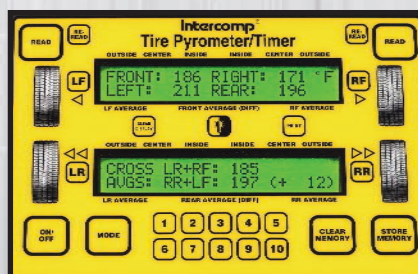 Intercomp
Tire Pyrometer/Timer
READ RE-READ RE-READ READ
OUTSIDE CENTER INSIDE INSIDE CENTER OUTSIDE
LF RF
FRONT: 186 RIGHT: 171 °F
LEFT: 211 REAR: 196
LF AVERAGE FRONT AVERAGE (DIFF) RF AVERAGE
PRINT
OUTSIDE CENTER INSIDE INSIDE CENTER OUTSIDE
LR RR
CROSS LR+RF: 185
AVGS: RR+LF: 197 (+ 12)
LR AVERAGE REAR AVERAGE (DIFF) RR AVERAGE
ON/OFF MODE 1 2 3 4 5 CLEAR MEMORY STORE MEMORY
6 7 8 9 10